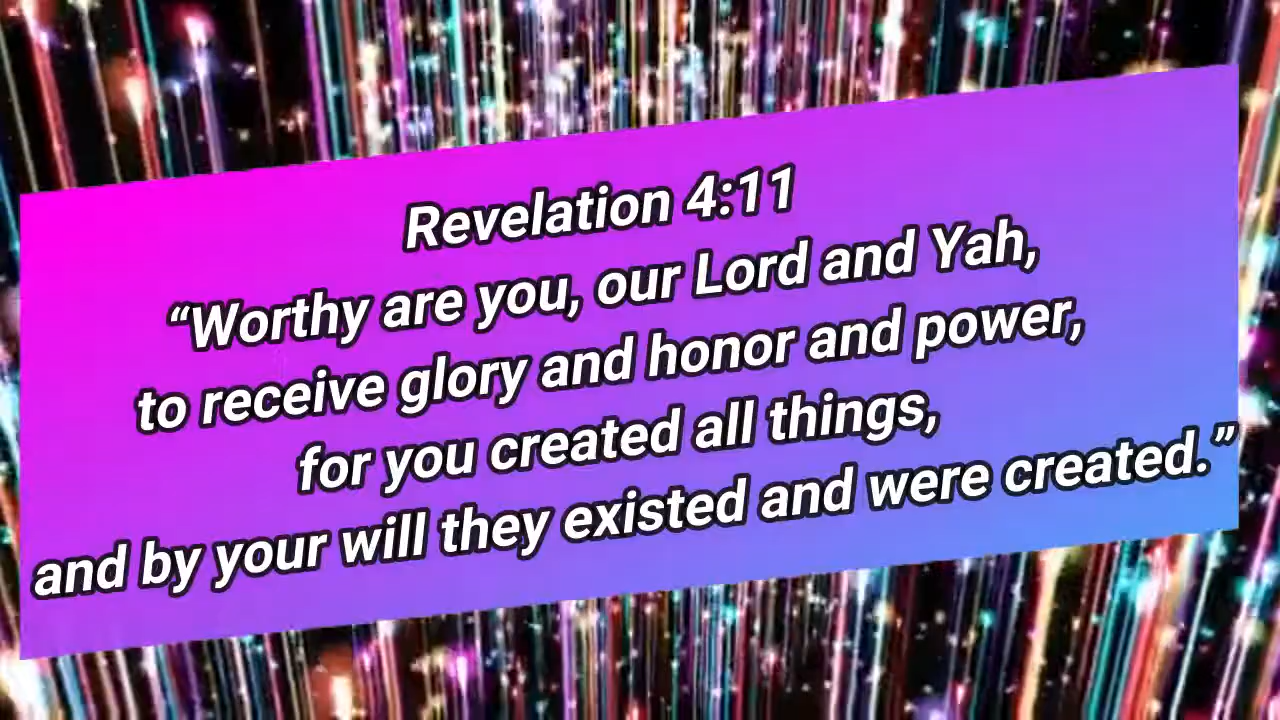 Revelation 4:11
“Worthy are you, our Lord and Yah,
to receive glory and honor and power,
for you created all things,
and by your will they existed and were created.”